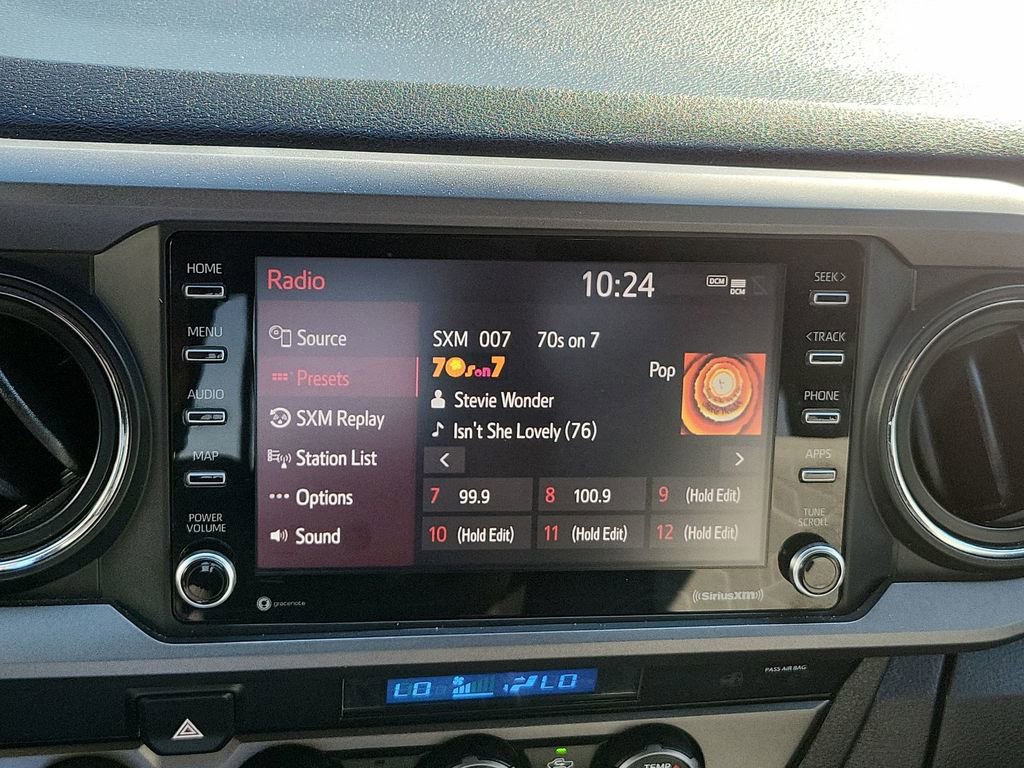 HOME
MENU
AUDIO
MAP
POWER
VOLUME
Radio
10:24
DCM
DCM
Source
Presets
SXM Replay
Station List
Options
Sound
SXM 007 70s on 7
70s on 7
Pop
Stevie Wonder
Isn't She Lovely (76)
< >
7 99.9 8 100.9 9 (Hold Edit)
10 (Hold Edit) 11 (Hold Edit) 12 (Hold Edit)
SEEK >
< TRACK
PHONE
APPS
TUNE
SCROLL
gracenote
((SiriusXM))
PASS AIR BAG
LO LO
TEMP